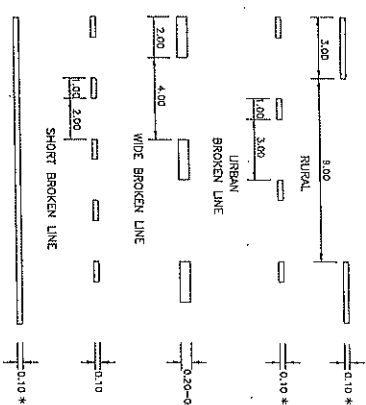 3.00 9.00 0.10 *
RURAL
1.00 3.00 0.10 *
URBAN
BROKEN LINE
2.00 4.00 0.20-0
WIDE BROKEN LINE
1.00 2.00 0.10
SHORT BROKEN LINE
0.10 *